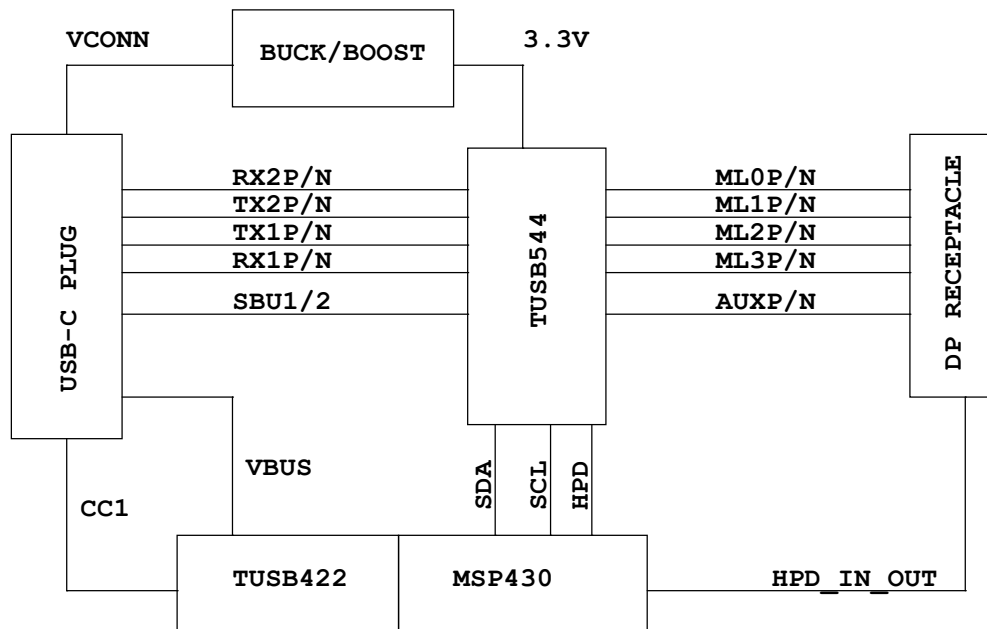 VCONN
BUCK/BOOST
3.3V
USB-C PLUG
RX2P/N
TX2P/N
TX1P/N
RX1P/N
SBU1/2
TUSB544
ML0P/N
ML1P/N
ML2P/N
ML3P/N
AUXP/N
DP RECEPTACLE
VBUS
CC1
SDA
SCL
HPD
TUSB422
MSP430
HPD_IN_OUT